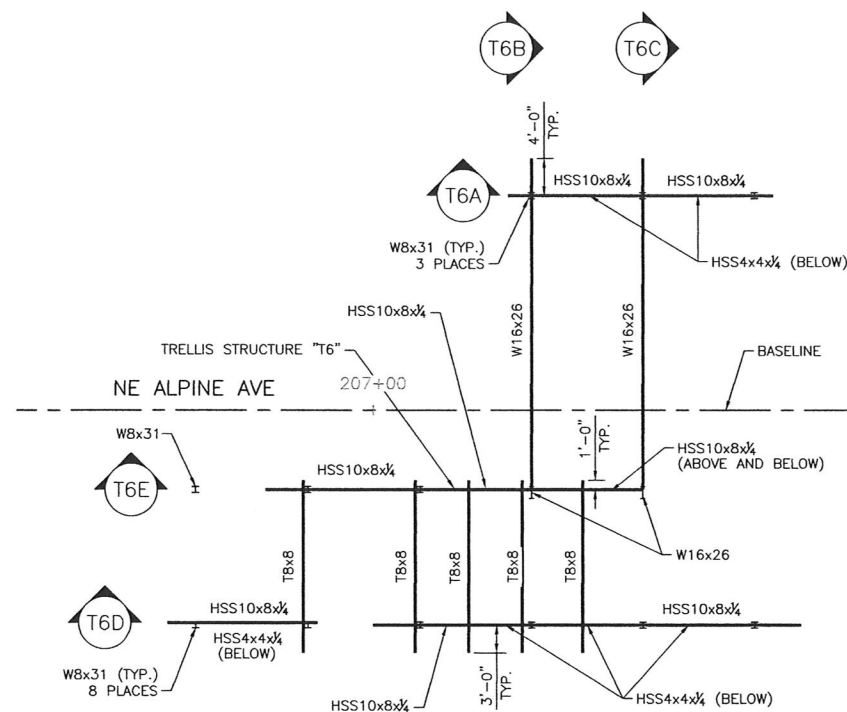 T6B
T6C
4'-0"
TYP.
HSS10x8x¼
HSS10x8x¼
T6A
W8x31 (TYP.)
3 PLACES
HSS4x4x¼ (BELOW)
HSS10x8x¼
W16x26
W16x26
TRELLIS STRUCTURE "T6"
BASELINE
NE ALPINE AVE
207+00
W8x31
1'-0"
TYP.
HSS10x8x¼
(ABOVE AND BELOW)
HSS10x8x¼
T6E
W16x26
T8x8
T8x8
T8x8
T8x8
T8x8
T6D
HSS10x8x¼
HSS4x4x¼
(BELOW)
HSS10x8x¼
W8x31 (TYP.)
8 PLACES
HSS10x8x¼
3'-0"
TYP.
HSS4x4x¼ (BELOW)